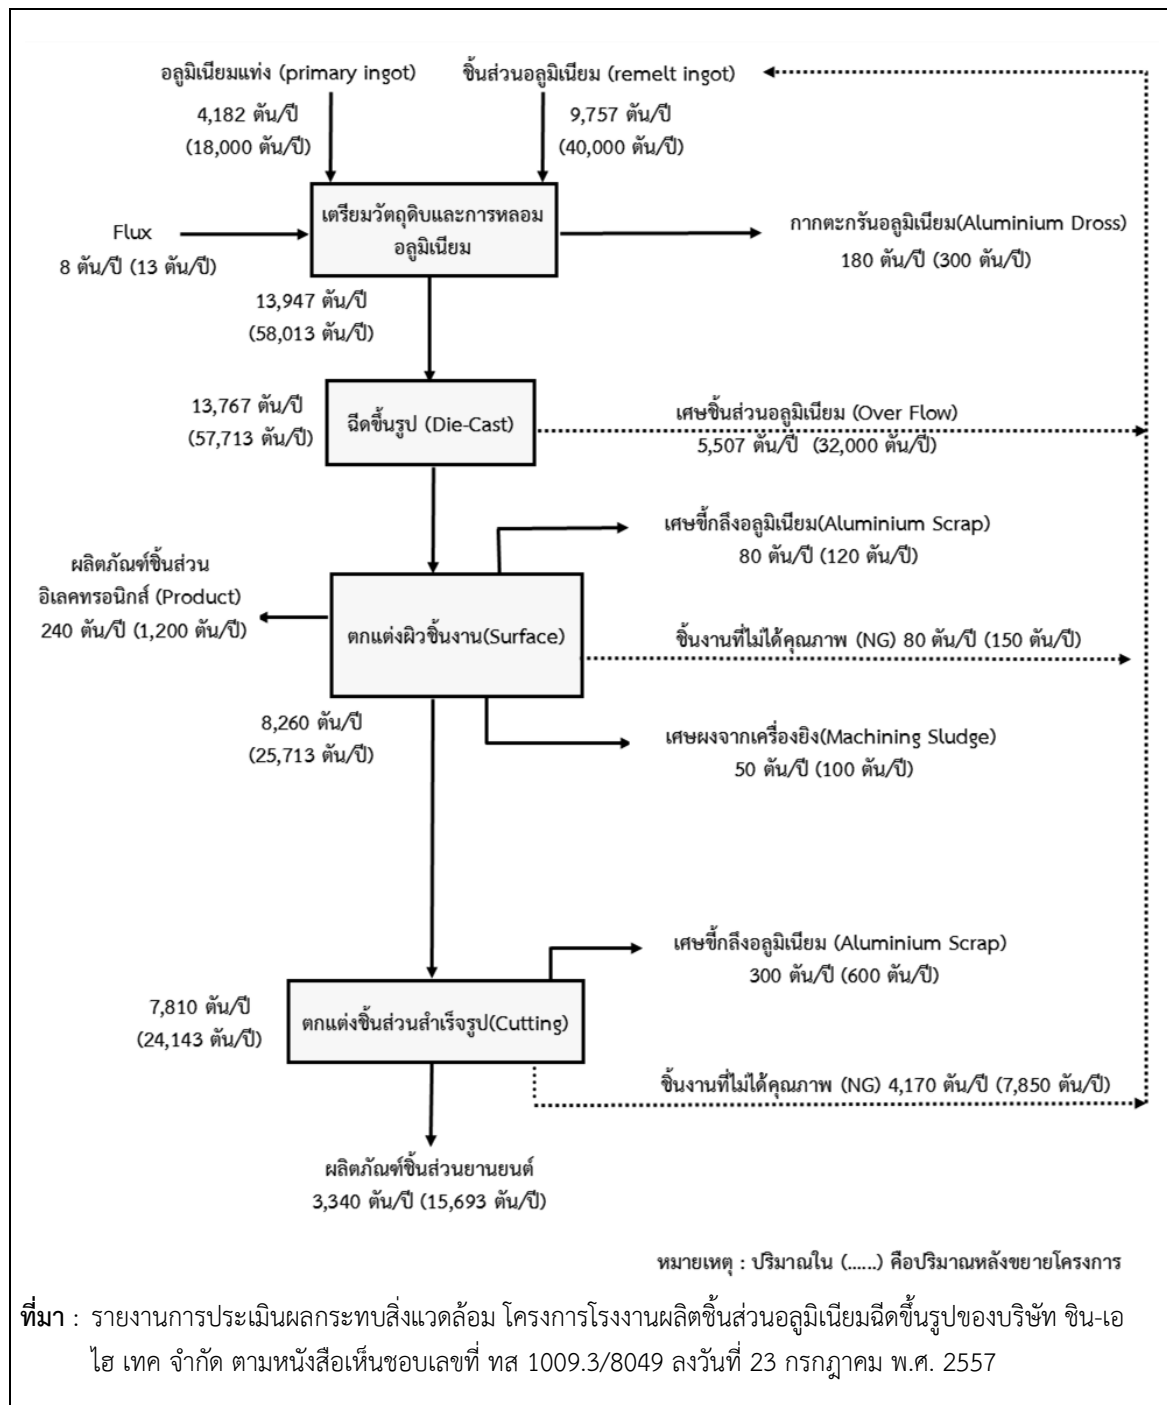 อลูมิเนียมแท่ง (primary ingot)
ชิ้นส่วนอลูมิเนียม (remelt ingot)
4,182 ตัน/ปี
(18,000 ตัน/ปี)
9,757 ตัน/ปี
(40,000 ตัน/ปี)
เตรียมวัตถุดิบและการหลอม
อลูมิเนียม
Flux
8 ตัน/ปี (13 ตัน/ปี)
กากตะกรันอลูมิเนียม(Aluminium Dross)
180 ตัน/ปี (300 ตัน/ปี)
13,947 ตัน/ปี
(58,013 ตัน/ปี)
13,767 ตัน/ปี
(57,713 ตัน/ปี)
ฉีดขึ้นรูป (Die-Cast)
เศษชิ้นส่วนอลูมิเนียม (Over Flow)
5,507 ตัน/ปี (32,000 ตัน/ปี)
เศษขี้กลึงอลูมิเนียม(Aluminium Scrap)
80 ตัน/ปี (120 ตัน/ปี)
ผลิตภัณฑ์ชิ้นส่วน
อิเลคทรอนิกส์ (Product)
240 ตัน/ปี (1,200 ตัน/ปี)
ตกแต่งผิวชิ้นงาน(Surface)
ชิ้นงานที่ไม่ได้คุณภาพ (NG) 80 ตัน/ปี (150 ตัน/ปี)
8,260 ตัน/ปี
(25,713 ตัน/ปี)
เศษผงจากเครื่องยิง(Machining Sludge)
50 ตัน/ปี (100 ตัน/ปี)
เศษขี้กลึงอลูมิเนียม (Aluminium Scrap)
300 ตัน/ปี (600 ตัน/ปี)
7,810 ตัน/ปี
(24,143 ตัน/ปี)
ตกแต่งชิ้นส่วนสำเร็จรูป(Cutting)
ชิ้นงานที่ไม่ได้คุณภาพ (NG) 4,170 ตัน/ปี (7,850 ตัน/ปี)
ผลิตภัณฑ์ชิ้นส่วนยานยนต์
3,340 ตัน/ปี (15,693 ตัน/ปี)
หมายเหตุ : ปริมาณใน (......) คือปริมาณหลังขยายโครงการ
ที่มา : รายงานการประเมินผลกระทบสิ่งแวดล้อม โครงการโรงงานผลิตชิ้นส่วนอลูมิเนียมฉีดขึ้นรูปของบริษัท ชิน-เอ
ไฮ เทค จำกัด ตามหนังสือเห็นชอบเลขที่ ทส 1009.3/8049 ลงวันที่ 23 กรกฎาคม พ.ศ. 2557